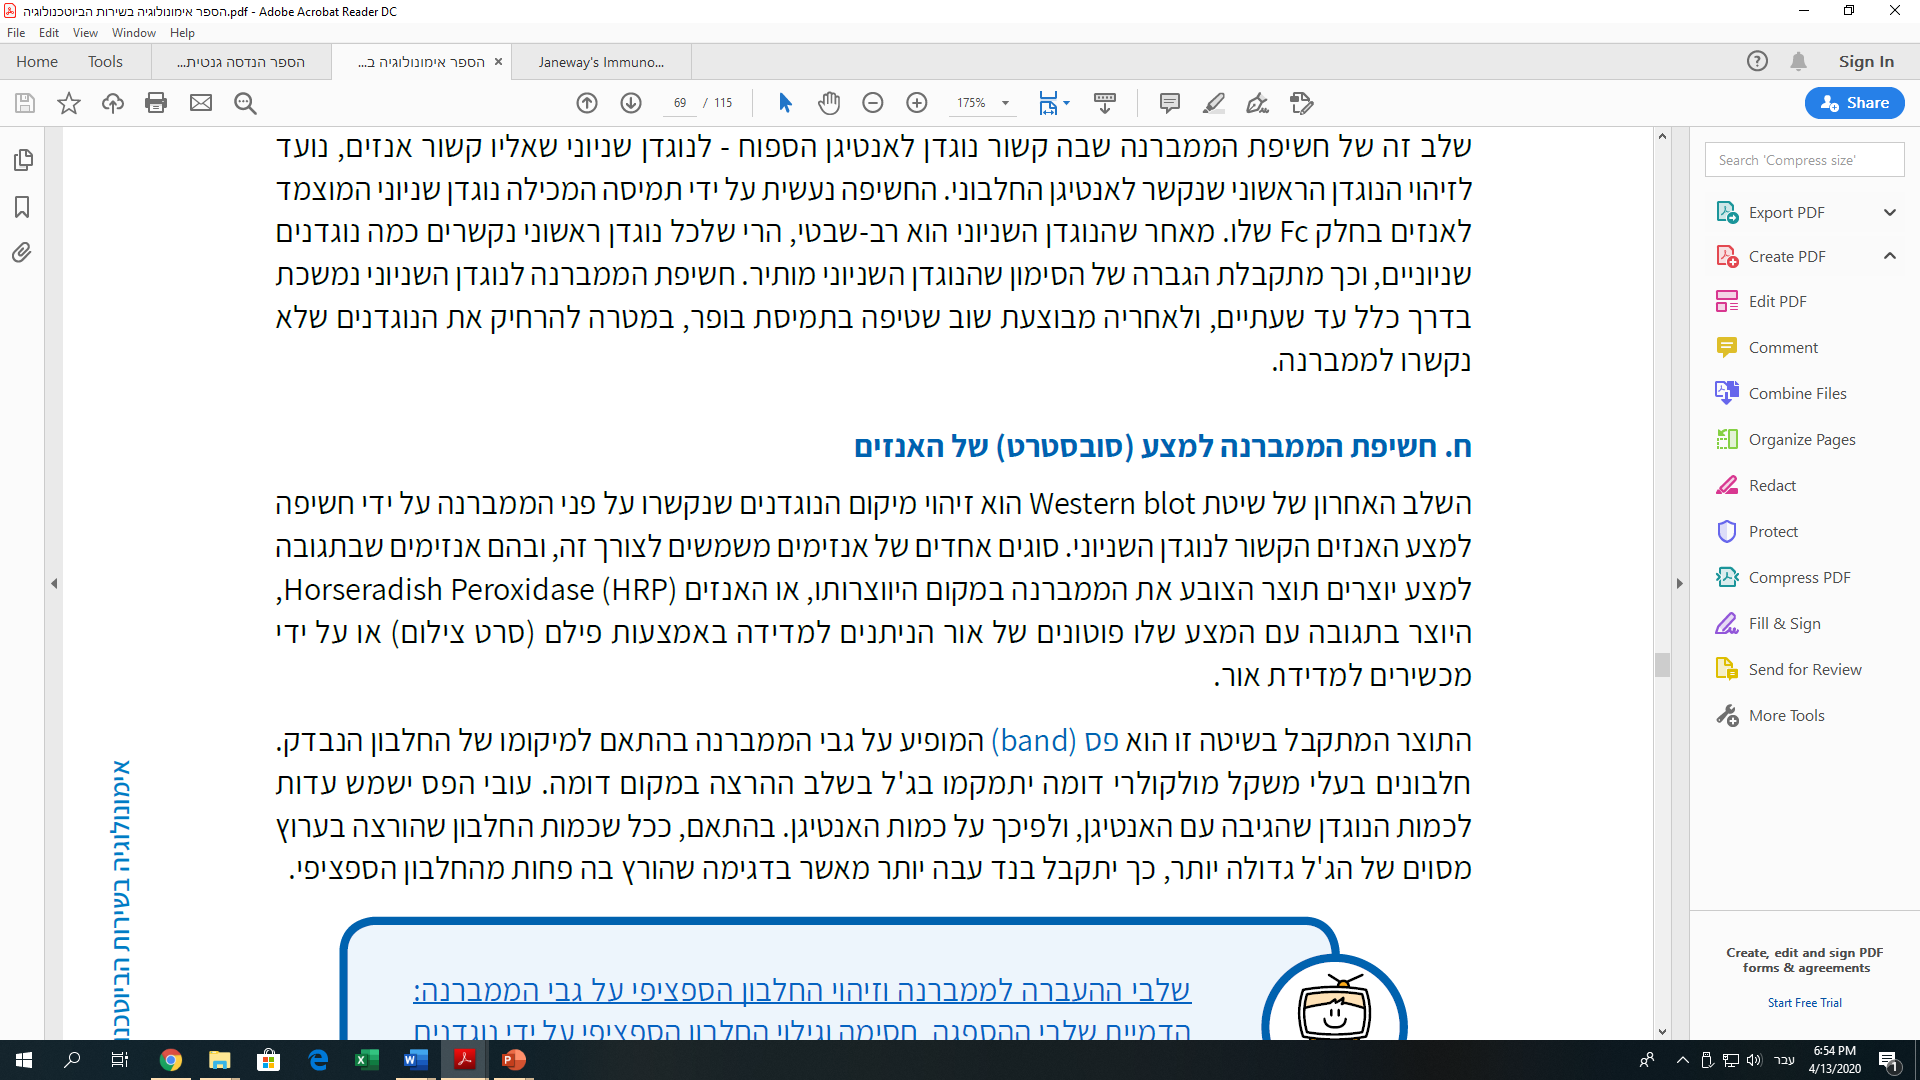 הספר אימונולוגיה בשירות הביוטכנולוגיה.pdf - Adobe Acrobat Reader DC
File Edit View Window Help
Home Tools
הספר הנדסה גנטית...
הספר אימונולוגיה ב...
Janeway's Immuno...
Sign In
69 / 115
175%
Share
שלב זה של חשיפת הממברנה שבה קשור נוגדן לאנטיגן הספוח - לנוגדן שניוני שאליו קשור אנזים, נועד
לזיהוי הנוגדן הראשוני שנקשר לאנטיגן החלבוני. החשיפה נעשית על ידי תמיסה המכילה נוגדן שניוני המוצמד
לאנזים בחלק Fc שלו. מאחר שהנוגדן השניוני הוא רב-שבטי, הרי שלכל נוגדן ראשוני נקשרים כמה נוגדנים
שניוניים, וכך מתקבלת הגברה של הסימון שהנוגדן השניוני מותיר. חשיפת הממברנה לנוגדן השניוני נמשכת
בדרך כלל עד שעתיים, ולאחריה מבוצעת שוב שטיפה בתמיסת בופר, במטרה להרחיק את הנוגדנים שלא
נקשרו לממברנה.
ח. חשיפת הממברנה למצע (סובסטרט) של האנזים
השלב האחרון של שיטת Western blot הוא זיהוי מיקום הנוגדנים שנקשרו על פני הממברנה על ידי חשיפה
למצע האנזים הקשור לנוגדן השניוני. סוגים אחדים של אנזימים משמשים לצורך זה, ובהם אנזימים שבתגובה
למצע יוצרים תוצר הצובע את הממברנה במקום היווצרותו, או האנזים Horseradish Peroxidase (HRP),
היוצר בתגובה עם המצע שלו פוטונים של אור הניתנים למדידה באמצעות פילם (סרט צילום) או על ידי
מכשירים למדידת אור.
התוצר המתקבל בשיטה זו הוא פס (band) המופיע על גבי הממברנה בהתאם למיקומו של החלבון הנבדק.
חלבונים בעלי משקל מולקולרי דומה יתמקמו בג'ל בשלב ההרצה במקום דומה. עובי הפס ישמש עדות
לכמות הנוגדן שהגיבה עם האנטיגן, ולפיכך על כמות האנטיגן. בהתאם, ככל שכמות החלבון שהורצה בערוץ
מסוים של הג'ל גדולה יותר, כך יתקבל בנד עבה יותר מאשר בדגימה שהורץ בה פחות מהחלבון הספציפי.
שלבי ההעברה לממברנה וזיהוי החלבון הספציפי על גבי הממברנה:
הדמיים שלבי ההספגה, חסימה וגילוי החלבון הספציפי על ידי נוגדנים
אימונולוגיה בשירות הביוטכנ
Search 'Compress size'
Export PDF
Create PDF
Edit PDF
Comment
Combine Files
Organize Pages
Redact
Protect
Compress PDF
Fill & Sign
Send for Review
More Tools
Create, edit and sign PDF
forms & agreements
Start Free Trial
עבר
6:54 PM
4/13/2020
1